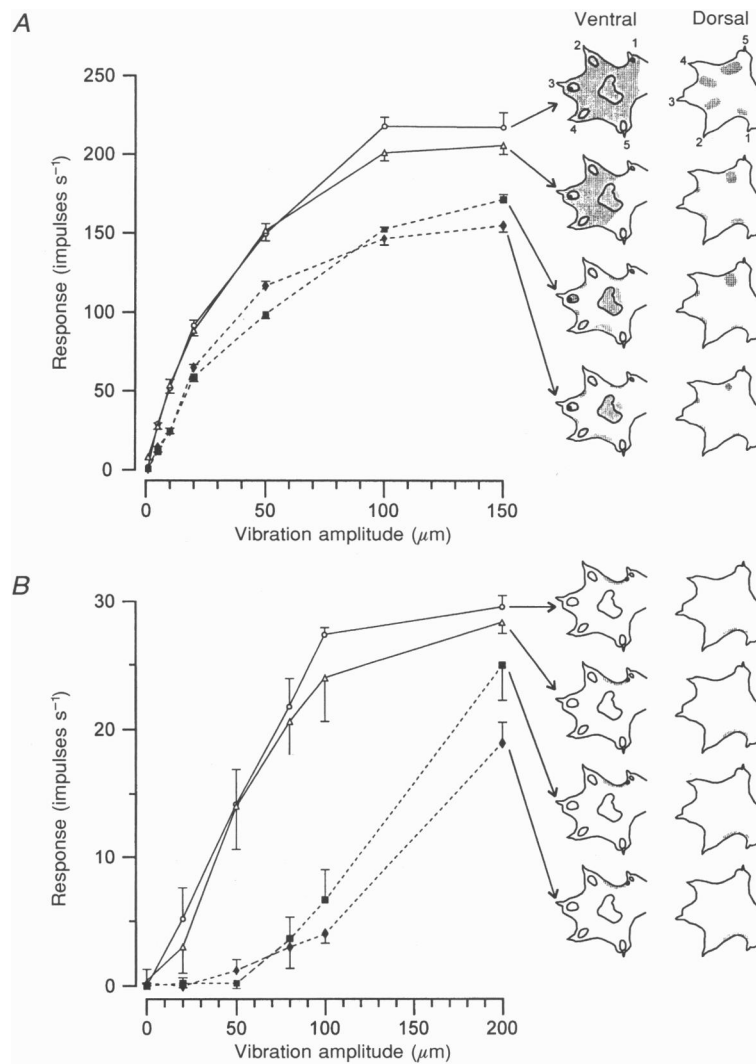 A
Ventral
Dorsal
2 1
3
4 5
5
4
3
2 1
250
200
150
100
50
0
Response (impulses s⁻¹)
0 50 100 150
Vibration amplitude (μm)
B
30
20
10
0
Response (impulses s⁻¹)
0 50 100 200
Vibration amplitude (μm)